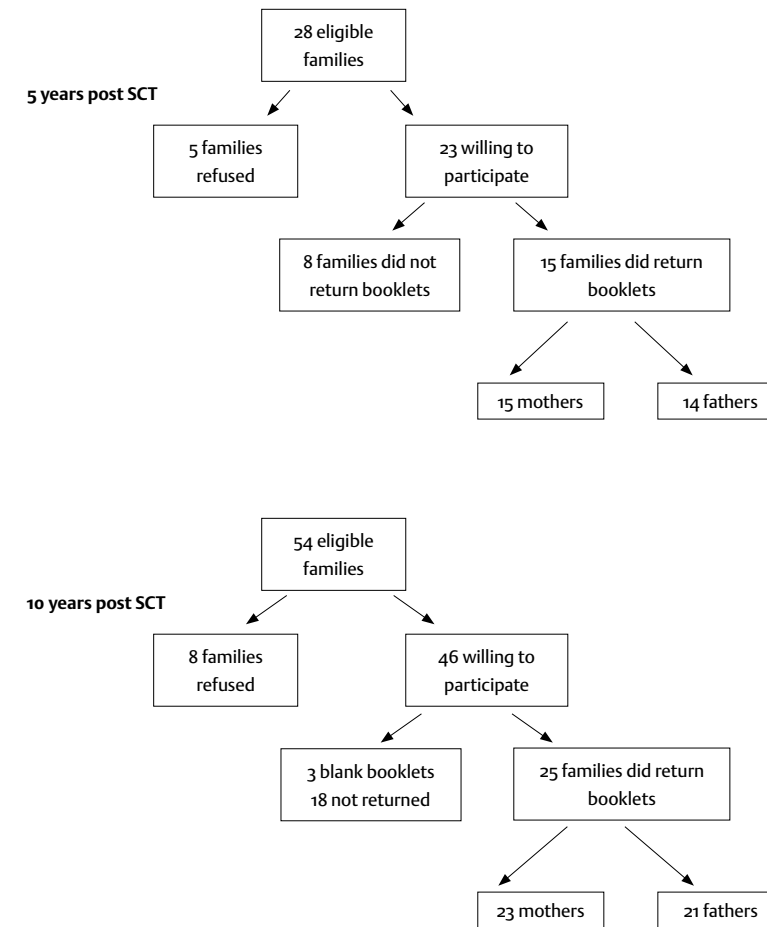 28 eligible
families
5 years post SCT
5 families
refused
23 willing to
participate
8 families did not
return booklets
15 families did return
booklets
15 mothers
14 fathers
54 eligible
families
10 years post SCT
8 families
refused
46 willing to
participate
3 blank booklets
18 not returned
25 families did return
booklets
23 mothers
21 fathers